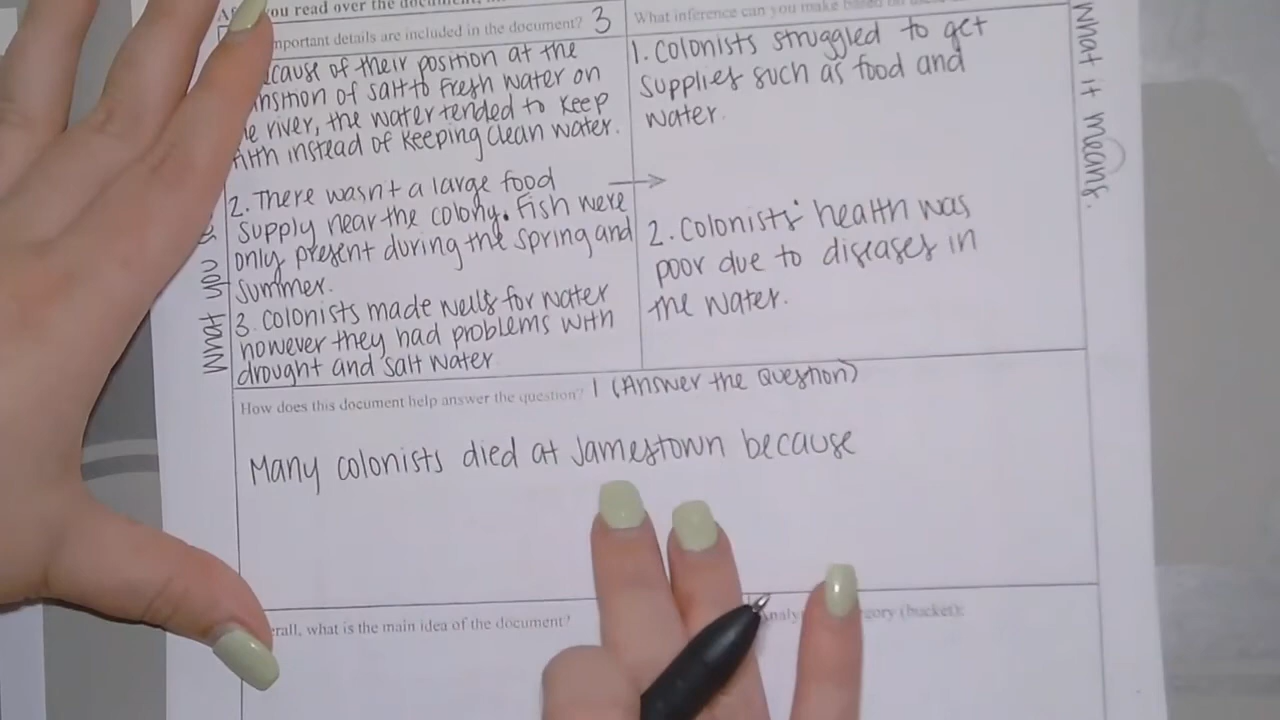 you read over the document,
mportant details are included in the document? 3
cause of their position at the
nsition of salt to fresh water on
e river, the water tended to keep
filth instead of keeping clean water.
2. There wasn't a large food
supply near the colony. Fish were
only present during the spring and
summer.
3. Colonists made wells for water
however they had problems with
drought and salt water
What inference can you make
1. Colonists struggled to get
supplies such as food and
water.
2. Colonists' health was
poor due to diseases in
the water.
what it means.
what
How does this document help answer the question? 1 (Answer the Question)
Many colonists died at Jamestown because
erall, what is the main idea of the document?
Analy
gory (bucket):